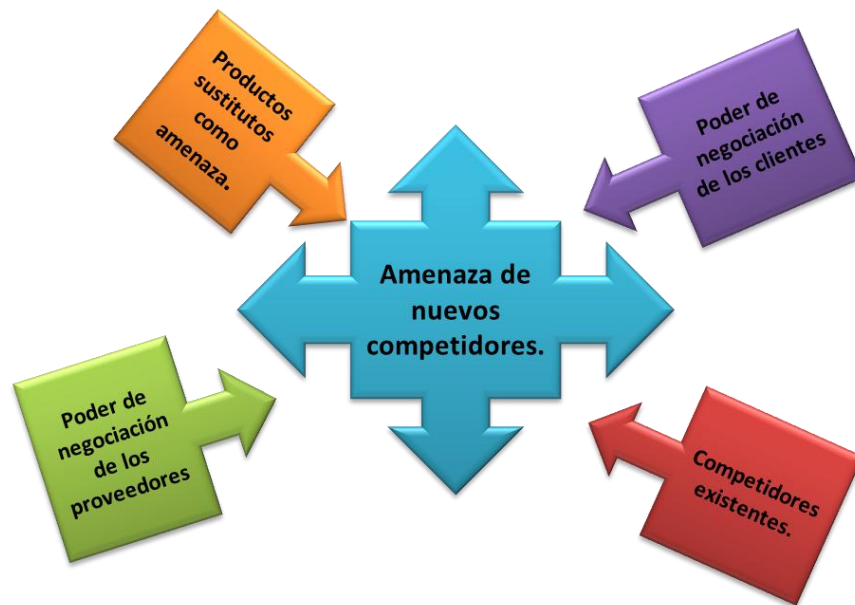 Productos
sustitutos
como
amenaza.
Poder de
negociación
de los clientes
Amenaza de
nuevos
competidores.
Poder de
negociación
de los
proveedores
Competidores
existentes.